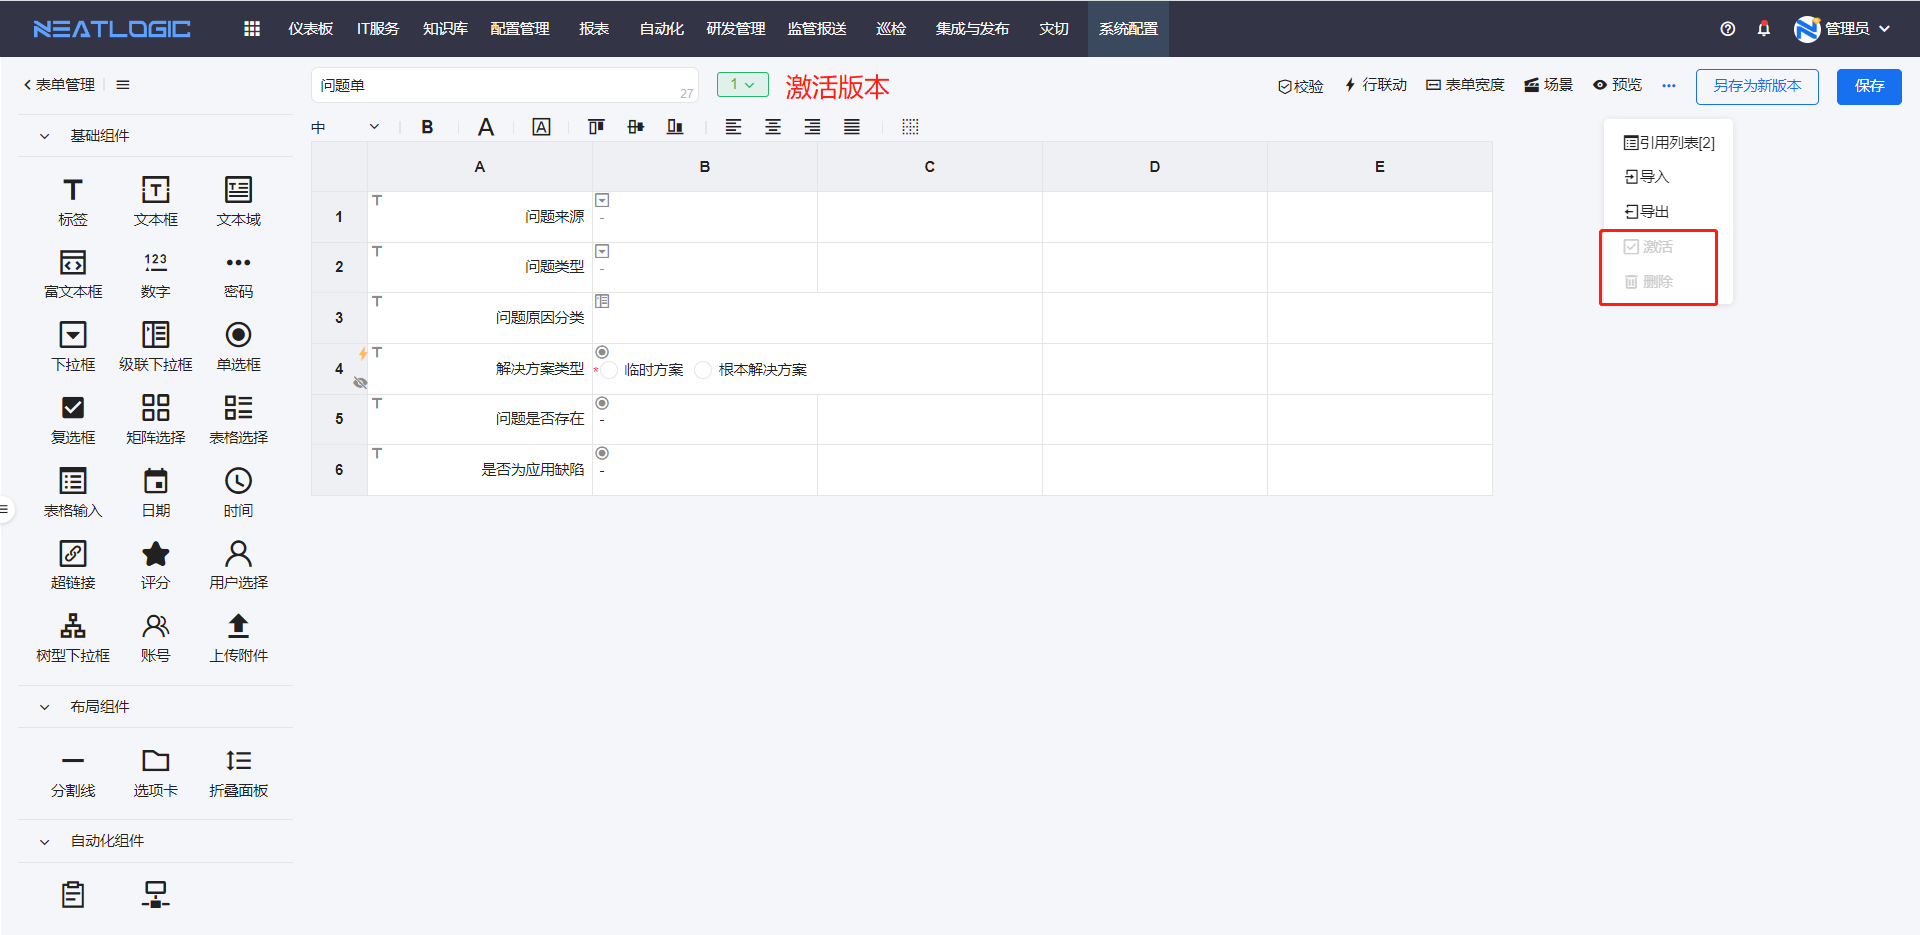 NEATLOGIC 仪表板 IT服务 知识库 配置管理 报表 自动化 研发管理 监管报送 巡检 集成与发布 灾切 系统配置 管理员
表单管理 问题单 27 1 激活版本 校验 行联动 表单宽度 场景 预览 ... 另存为新版本 保存
中 B A A
引用列表[2]
导入
导出
激活
删除
基础组件
标签 文本框 文本域
富文本框 123 数字 密码
下拉框 级联下拉框 单选框
复选框 矩阵选择 表格选择
表格输入 日期 时间
超链接 评分 用户选择
树型下拉框 账号 上传附件
布局组件
分割线 选项卡 折叠面板
自动化组件
A B C D E
1 问题来源 -
2 问题类型 -
3 问题原因分类
4 解决方案类型 * 临时方案 根本解决方案
5 问题是否存在 -
6 是否为应用缺陷 -